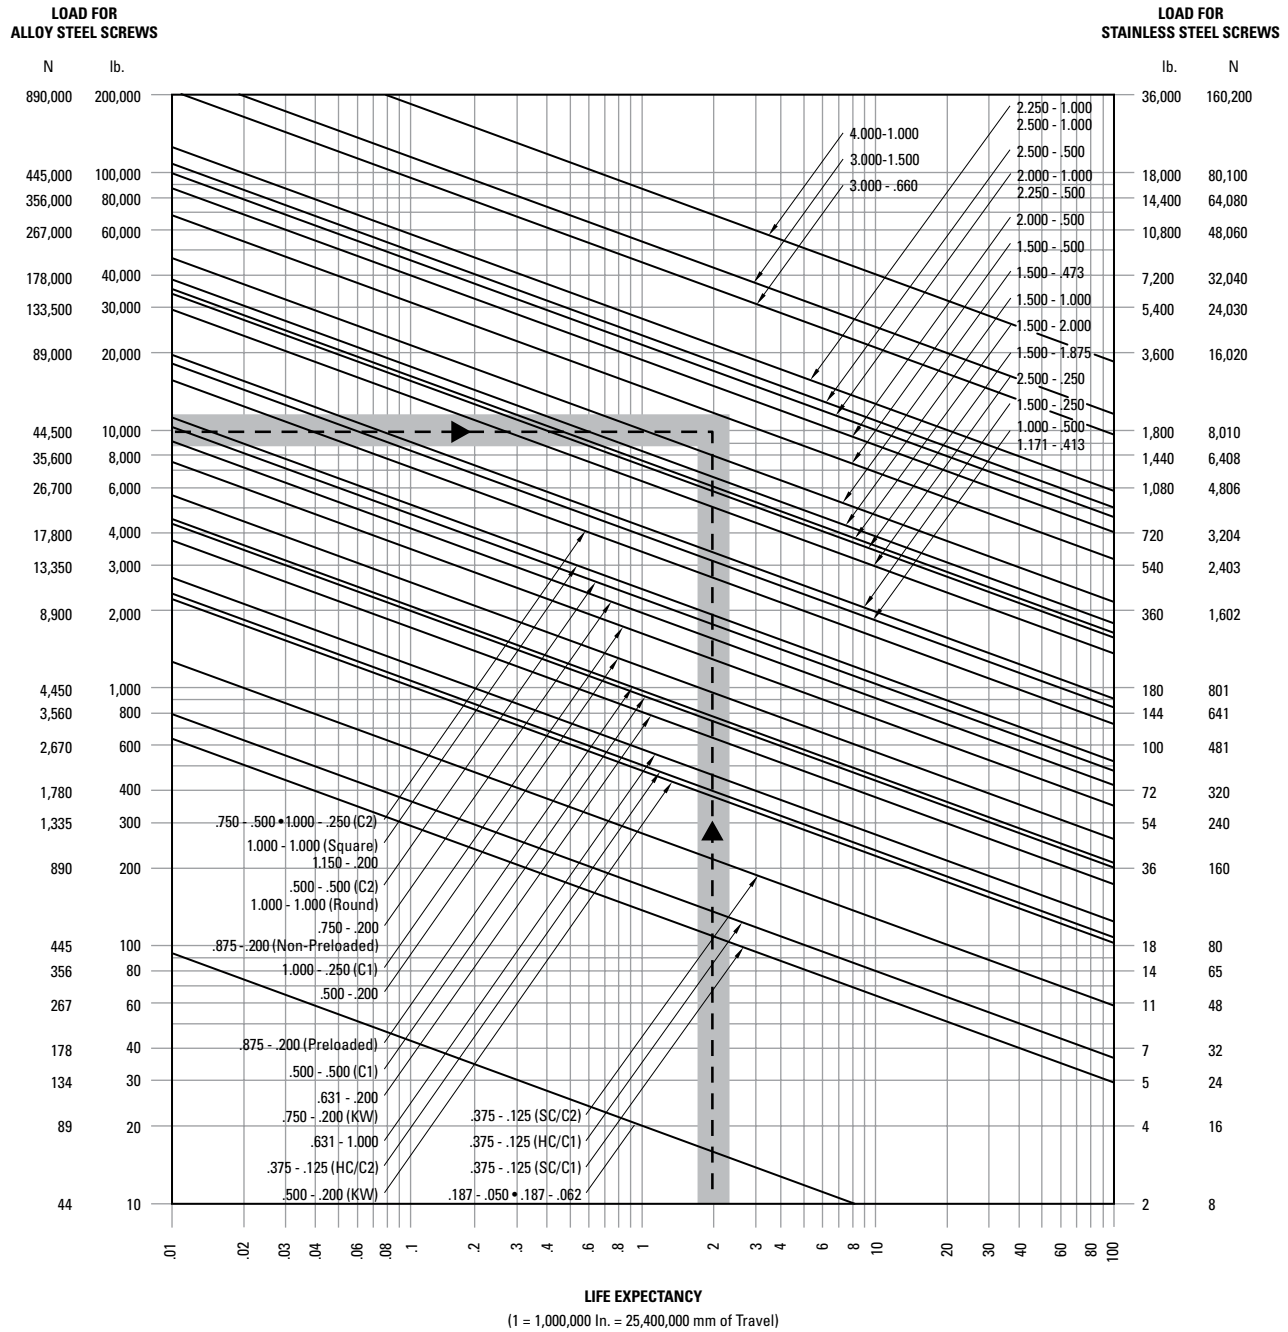 LOAD FOR
ALLOY STEEL SCREWS
LOAD FOR
STAINLESS STEEL SCREWS
N lb.
lb. N
890,000 200,000
445,000 100,000
356,000 80,000
267,000 60,000
178,000 40,000
133,500 30,000
89,000 20,000
44,500 10,000
35,600 8,000
26,700 6,000
17,800 4,000
13,350 3,000
8,900 2,000
4,450 1,000
3,560 800
2,670 600
1,780 400
1,335 300
890 200
445 100
356 80
267 60
178 40
134 30
89 20
44 10
4.000-1.000
3.000-1.500
3.000 - .660
2.250 - 1.000
2.500 - 1.000
2.500 - .500
2.000 - 1.000
2.250 - .500
2.000 - .500
1.500 - .500
1.500 - .473
1.500 - 1.000
1.500 - 2.000
1.500 - 1.875
2.500 - .250
1.500 - .250
1.000 - .500
1.171 - .413
.750 - .500 • 1.000 - .250 (C2)
1.000 - 1.000 (Square)
1.150 - .200
.500 - .500 (C2)
1.000 - 1.000 (Round)
.750 - .200
.875 - .200 (Non-Preloaded)
1.000 - .250 (C1)
.500 - .200
.875 - .200 (Preloaded)
.500 - .500 (C1)
.631 - .200
.750 - .200 (KW)
.631 - 1.000
.375 - .125 (HC/C2)
.500 - .200 (KW)
.375 - .125 (SC/C2)
.375 - .125 (HC/C1)
.375 - .125 (SC/C1)
.187 - .050 • .187 - .062
36,000 160,200
18,000 80,100
14,400 64,080
10,800 48,060
7,200 32,040
5,400 24,030
3,600 16,020
1,800 8,010
1,440 6,408
1,080 4,806
720 3,204
540 2,403
360 1,602
180 801
144 641
100 481
72 320
54 240
36 160
18 80
14 65
11 48
7 32
5 24
4 16
2 8
.01 .02 .03 .04 .06 .08 .1 .2 .3 .4 .6 .8 1 2 3 4 6 8 10 20 30 40 60 80 100
LIFE EXPECTANCY
(1 = 1,000,000 In. = 25,400,000 mm of Travel)